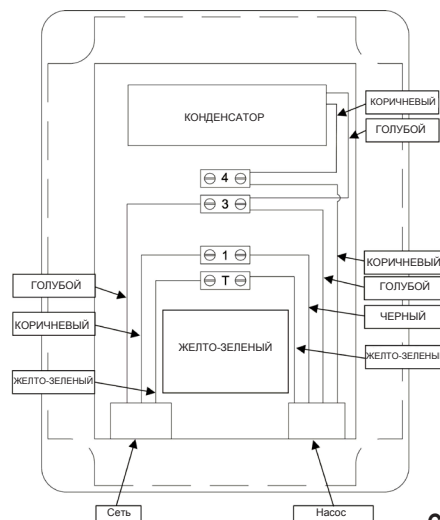 КОРИЧНЕВЫЙ
КОНДЕНСАТОР
ГОЛУБОЙ
4
3
КОРИЧНЕВЫЙ
1
ГОЛУБОЙ
T
ГОЛУБОЙ
ЧЕРНЫЙ
КОРИЧНЕВЫЙ
ЖЕЛТО-ЗЕЛЕНЫЙ
ЖЕЛТО-ЗЕЛЕНЫ
ЖЕЛТО-ЗЕЛЕНЫЙ
Сеть
Насос